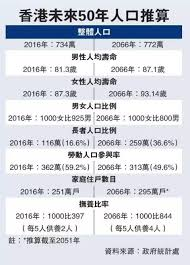 香港未來50年人口推算
整體人口
2016年：734萬 2066年：772萬
男性人均壽命
2016年：81.3歲 2066年：87.1歲
女性人均壽命
2016年：87.3歲 2066年：93.14歲
男女人口比例
2016年：1000女比925男 2066年：1000女比800男
長者人口比例
2016年：116萬(16.6%) 2066年：259萬(36.6%)
勞動人口參與率
2016年：362萬(59.2%) 2066年：313萬(49.6%)
家庭住戶數目
2016年：251萬戶 2066年：295萬戶*
撫養比率
2016年：1000比397 2066年：1000比844
(每5人供養2人) (每5人供養4人)
註：*推算截至2051年
資料來源：政府統計處